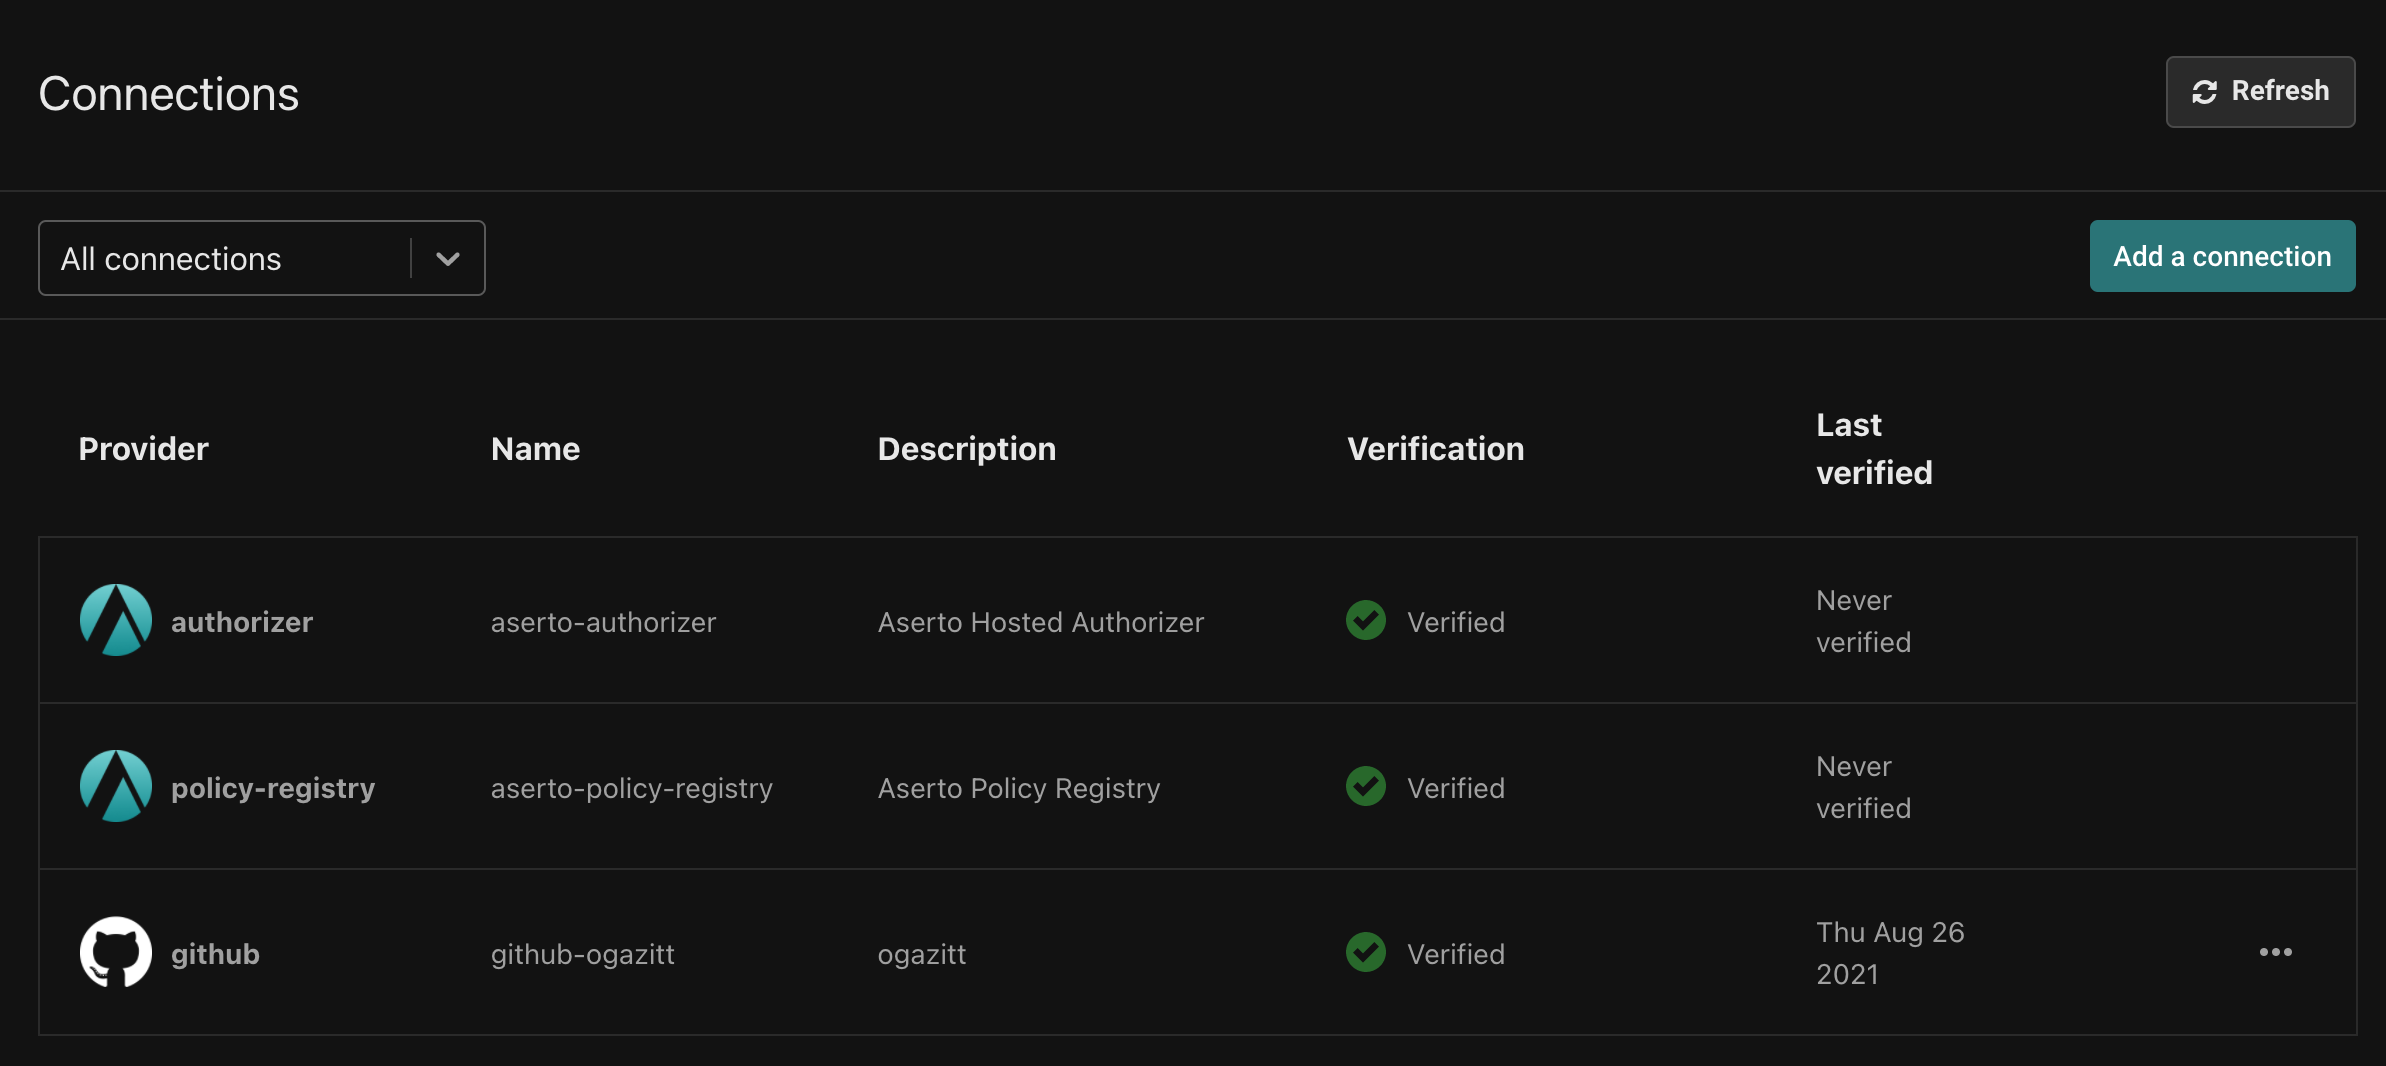 Connections
Refresh
All connections
Add a connection
Provider Name Description Verification Last verified
authorizer aserto-authorizer Aserto Hosted Authorizer Verified Never verified
policy-registry aserto-policy-registry Aserto Policy Registry Verified Never verified
github github-ogazitt ogazitt Verified Thu Aug 26 2021